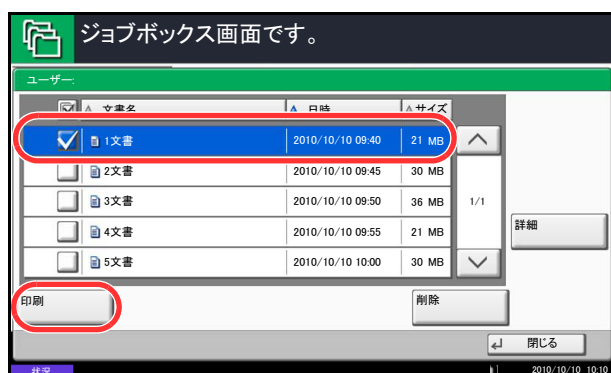 ジョブボックス画面です。
ユーザー:
文書名 日時 サイズ
1文書 2010/10/10 09:40 21 MB
2文書 2010/10/10 09:45 30 MB
3文書 2010/10/10 09:50 36 MB 1/1
4文書 2010/10/10 09:55 21 MB
詳細
5文書 2010/10/10 10:00 30 MB
印刷 削除
閉じる
状況 2010/10/10 10:10